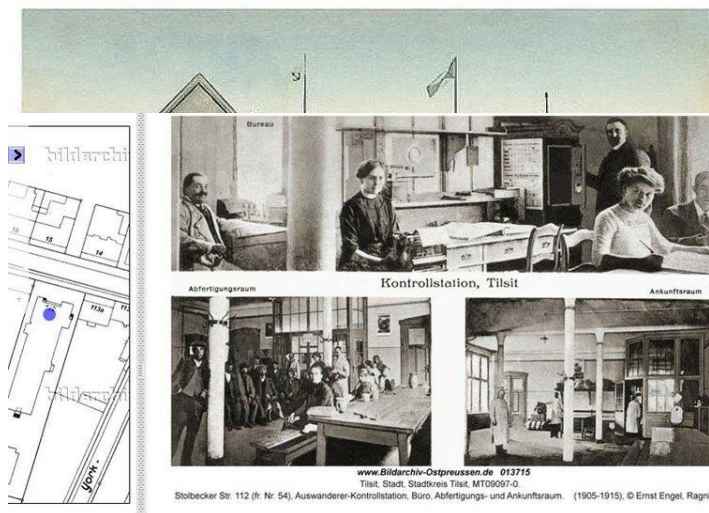 Bureau
bildarchi
15
14
Kontrollstation, Tilsit
Abfertigungsraum
Ankunftsraum
113a
bildarchi
york.
www.Bildarchiv-Ostpreussen.de 013715
Tilsit, Stadt, Stadtkreis Tilsit, MT09097-0.
Stolbecker Str. 112 (fr. Nr. 54), Auswanderer-Kontrollstation, Büro, Abfertigungs- und Ankunftsraum. (1905-1915), © Ernst Engel, Ragni